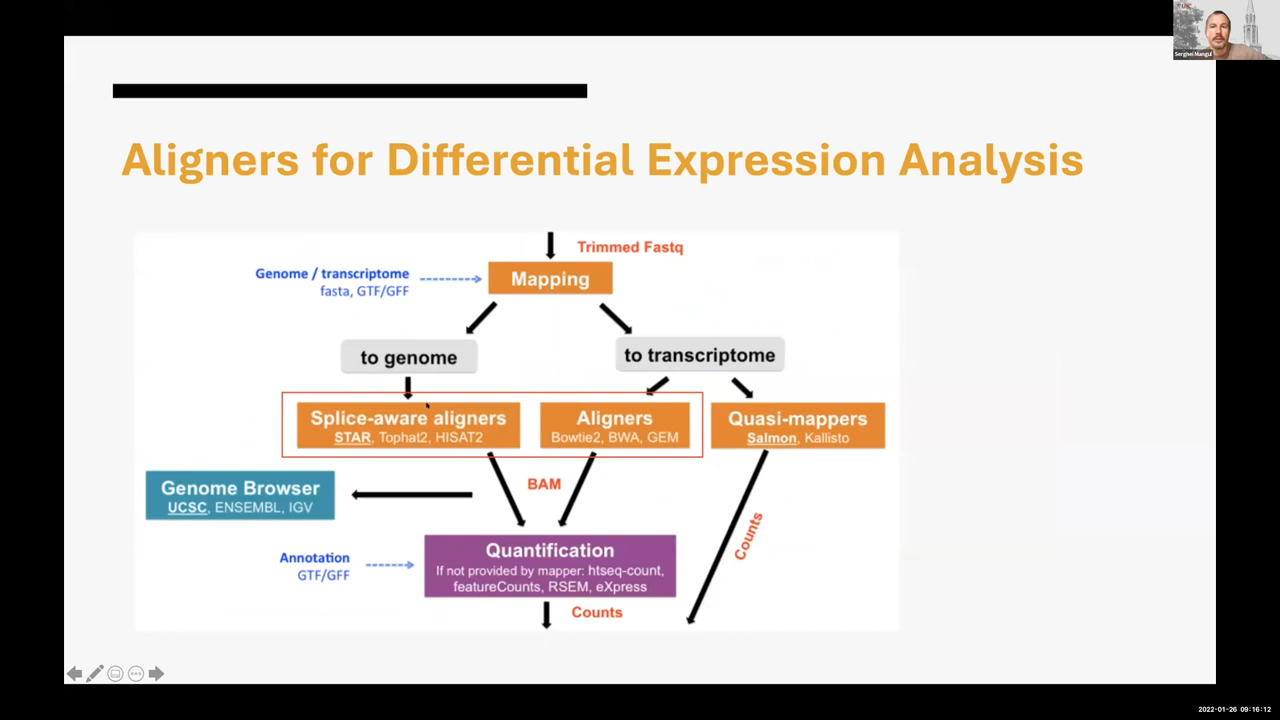 Serghei Mangul
Aligners for Differential Expression Analysis
Trimmed Fastq
Genome / transcriptome
fasta, GTF/GFF
Mapping
to genome
to transcriptome
Splice-aware aligners
STAR, Tophat2, HISAT2
Aligners
Bowtie2, BWA, GEM
Quasi-mappers
Salmon, Kallisto
Genome Browser
UCSC, ENSEMBL, IGV
BAM
Counts
Annotation
GTF/GFF
Quantification
If not provided by mapper: htseq-count,
featureCounts, RSEM, eXpress
Counts
2022-01-26 09:16:12